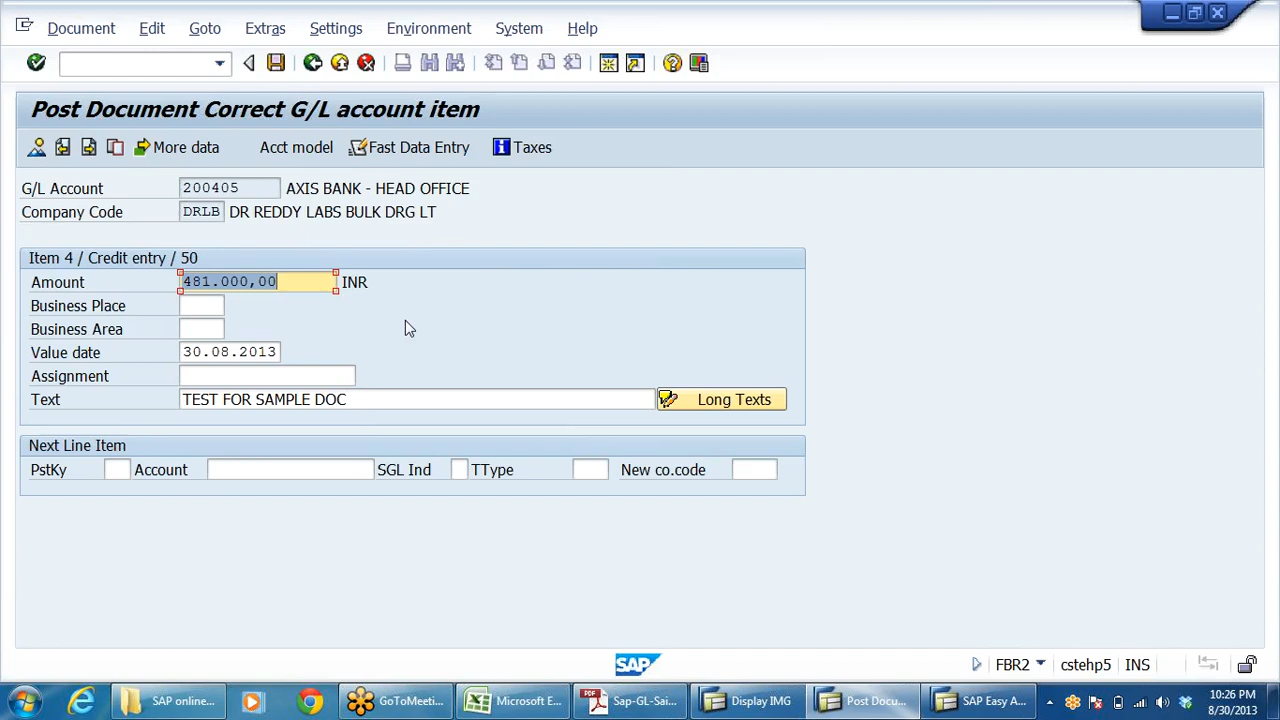 Document Edit Goto Extras Settings Environment System Help
Post Document Correct G/L account item
More data Acct model Fast Data Entry Taxes
G/L Account 200405 AXIS BANK - HEAD OFFICE
Company Code DRLB DR REDDY LABS BULK DRG LT
Item 4 / Credit entry / 50
Amount 481.000,00 INR
Business Place
Business Area
Value date 30.08.2013
Assignment
Text TEST FOR SAMPLE DOC Long Texts
Next Line Item
PstKy Account SGL Ind TType New co.code
SAP FBR2 cstehp5 INS
SAP online... GoToMeeti... Microsoft E... Sap-GL-Sai... Display IMG Post Docu... SAP Easy A... 10:26 PM
8/30/2013